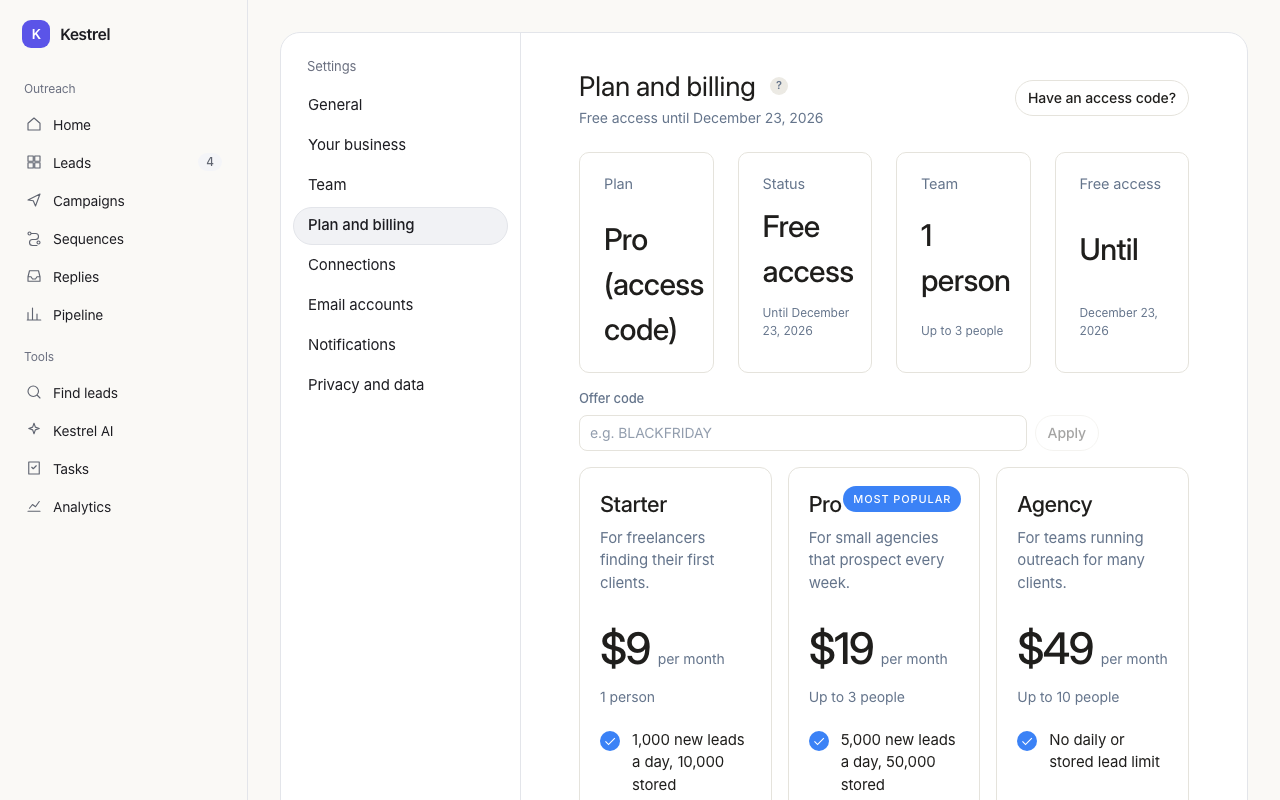 K Kestrel
Outreach
Home
Leads 4
Campaigns
Sequences
Replies
Pipeline
Tools
Find leads
Kestrel AI
Tasks
Analytics
Settings
General
Your business
Team
Plan and billing
Connections
Email accounts
Notifications
Privacy and data
Plan and billing ?
Free access until December 23, 2026
Have an access code?
Plan
Pro
(access
code)
Status
Free
access
Until December
23, 2026
Team
1
person
Up to 3 people
Free access
Until
December 23,
2026
Offer code
e.g. BLACKFRIDAY
Apply
Starter
For freelancers
finding their first
clients.
$9 per month
1 person
1,000 new leads
a day, 10,000
stored
Pro MOST POPULAR
For small agencies
that prospect every
week.
$19 per month
Up to 3 people
5,000 new leads
a day, 50,000
stored
Agency
For teams running
outreach for many
clients.
$49 per month
Up to 10 people
No daily or
stored lead limit